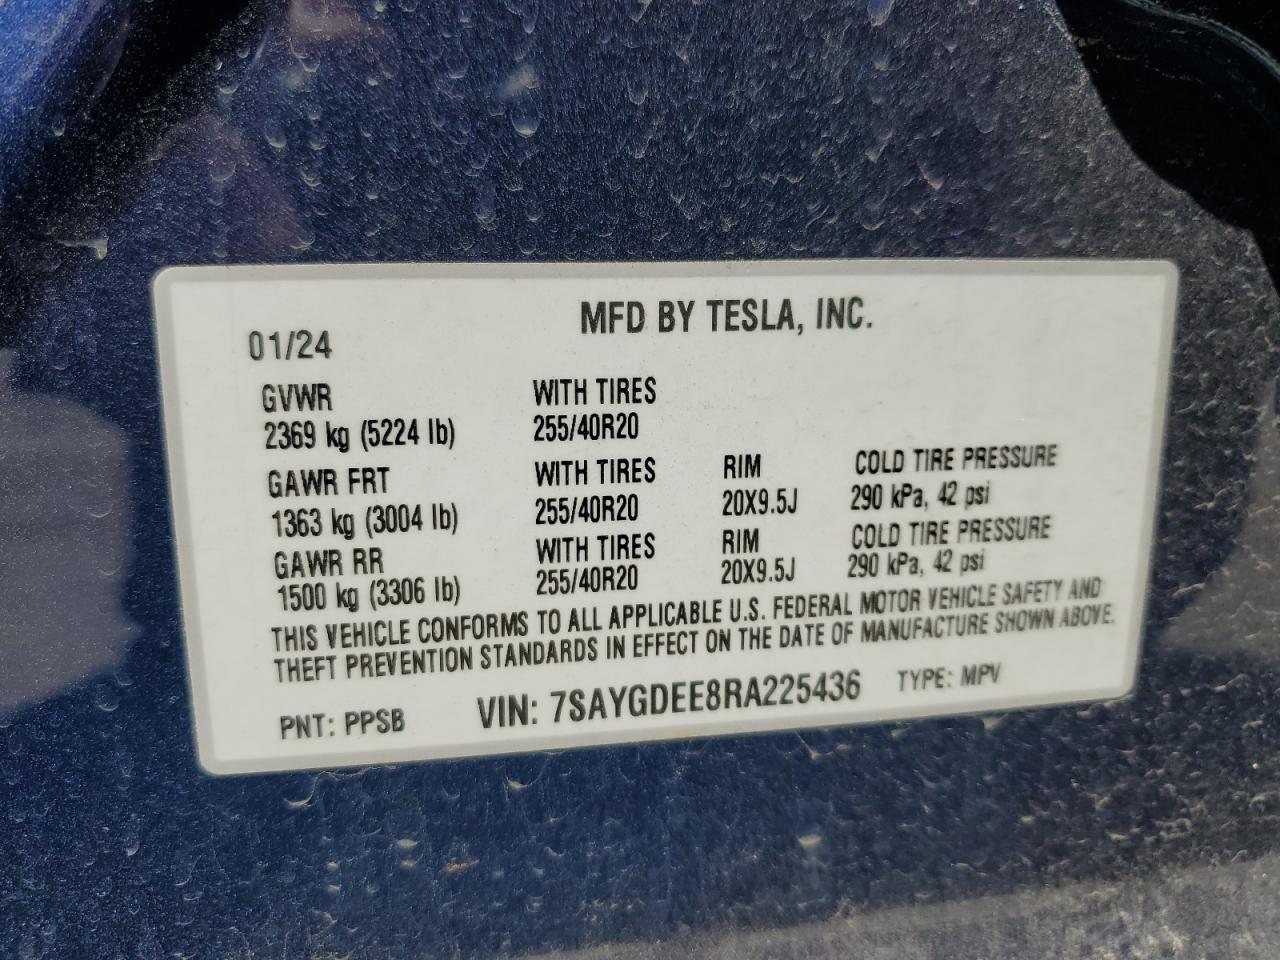 MFD BY TESLA, INC.
01/24
GVWR WITH TIRES
2369 kg (5224 lb) 255/40R20
GAWR FRT WITH TIRES RIM COLD TIRE PRESSURE
1363 kg (3004 lb) 255/40R20 20X9.5J 290 kPa, 42 psi
GAWR RR WITH TIRES RIM COLD TIRE PRESSURE
1500 kg (3306 lb) 255/40R20 20X9.5J 290 kPa, 42 psi
THIS VEHICLE CONFORMS TO ALL APPLICABLE U.S. FEDERAL MOTOR VEHICLE SAFETY AND
THEFT PREVENTION STANDARDS IN EFFECT ON THE DATE OF MANUFACTURE SHOWN ABOVE.
PNT: PPSB VIN: 7SAYGDEE8RA225436 TYPE: MPV